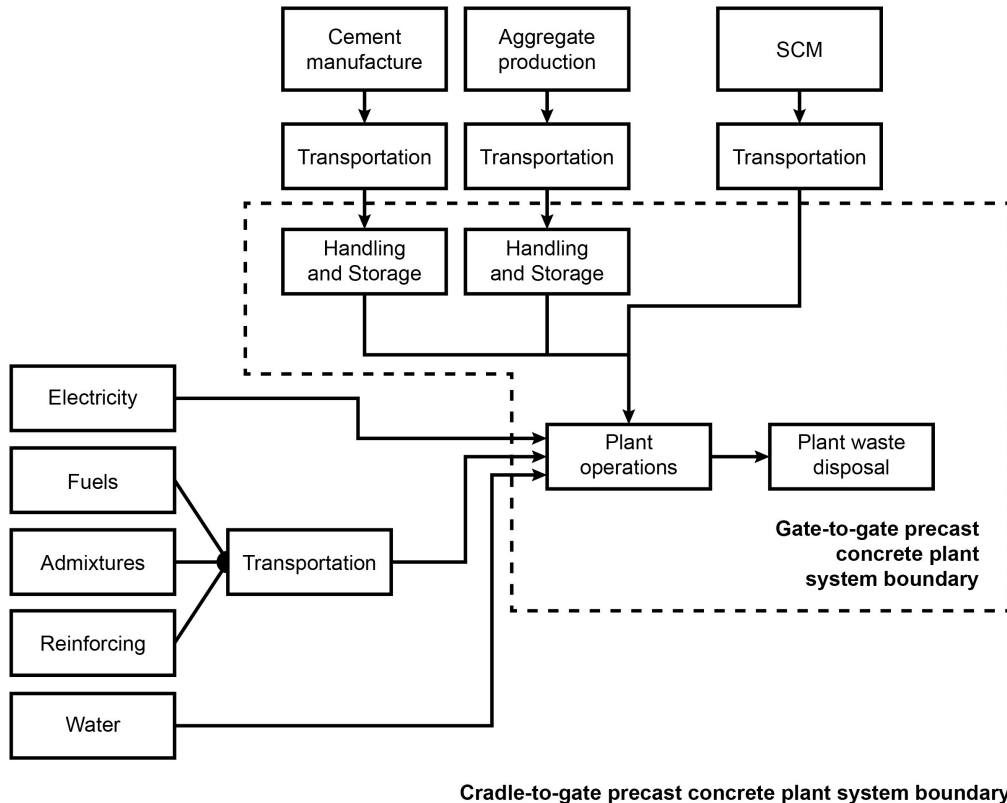 Cement
manufacture
Aggregate
production
SCM
Transportation
Transportation
Transportation
Handling
and Storage
Handling
and Storage
Electricity
Fuels
Admixtures
Reinforcing
Water
Transportation
Plant
operations
Plant waste
disposal
Gate-to-gate precast
concrete plant
system boundary
Cradle-to-gate precast concrete plant system boundary